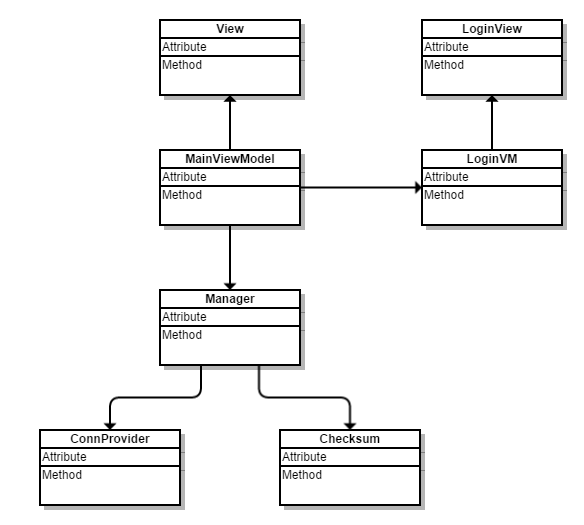 View
Attribute
Method
LoginView
Attribute
Method
MainViewModel
Attribute
Method
LoginVM
Attribute
Method
Manager
Attribute
Method
ConnProvider
Attribute
Method
Checksum
Attribute
Method